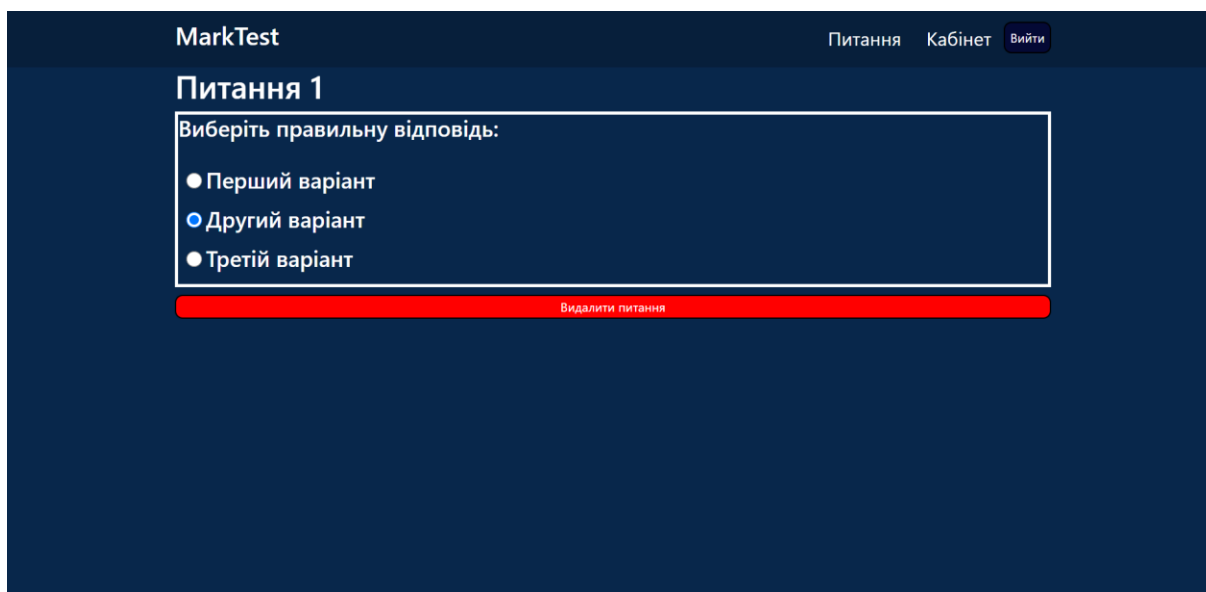 MarkTest
Питання Кабінет Вийти
Питання 1
Виберіть правильну відповідь:
Перший варіант
Другий варіант
Третій варіант
Видалити питання